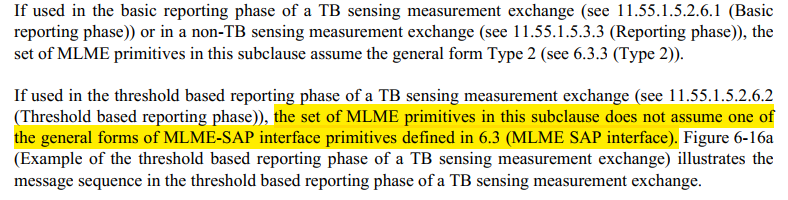 If used in the basic reporting phase of a TB sensing measurement exchange (see 11.55.1.5.2.6.1 (Basic
reporting phase)) or in a non-TB sensing measurement exchange (see 11.55.1.5.3.3 (Reporting phase)), the
set of MLME primitives in this subclause assume the general form Type 2 (see 6.3.3 (Type 2)).
If used in the threshold based reporting phase of a TB sensing measurement exchange (see 11.55.1.5.2.6.2
(Threshold based reporting phase)), the set of MLME primitives in this subclause does not assume one of
the general forms of MLME-SAP interface primitives defined in 6.3 (MLME SAP interface). Figure 6-16a
(Example of the threshold based reporting phase of a TB sensing measurement exchange) illustrates the
message sequence in the threshold based reporting phase of a TB sensing measurement exchange.